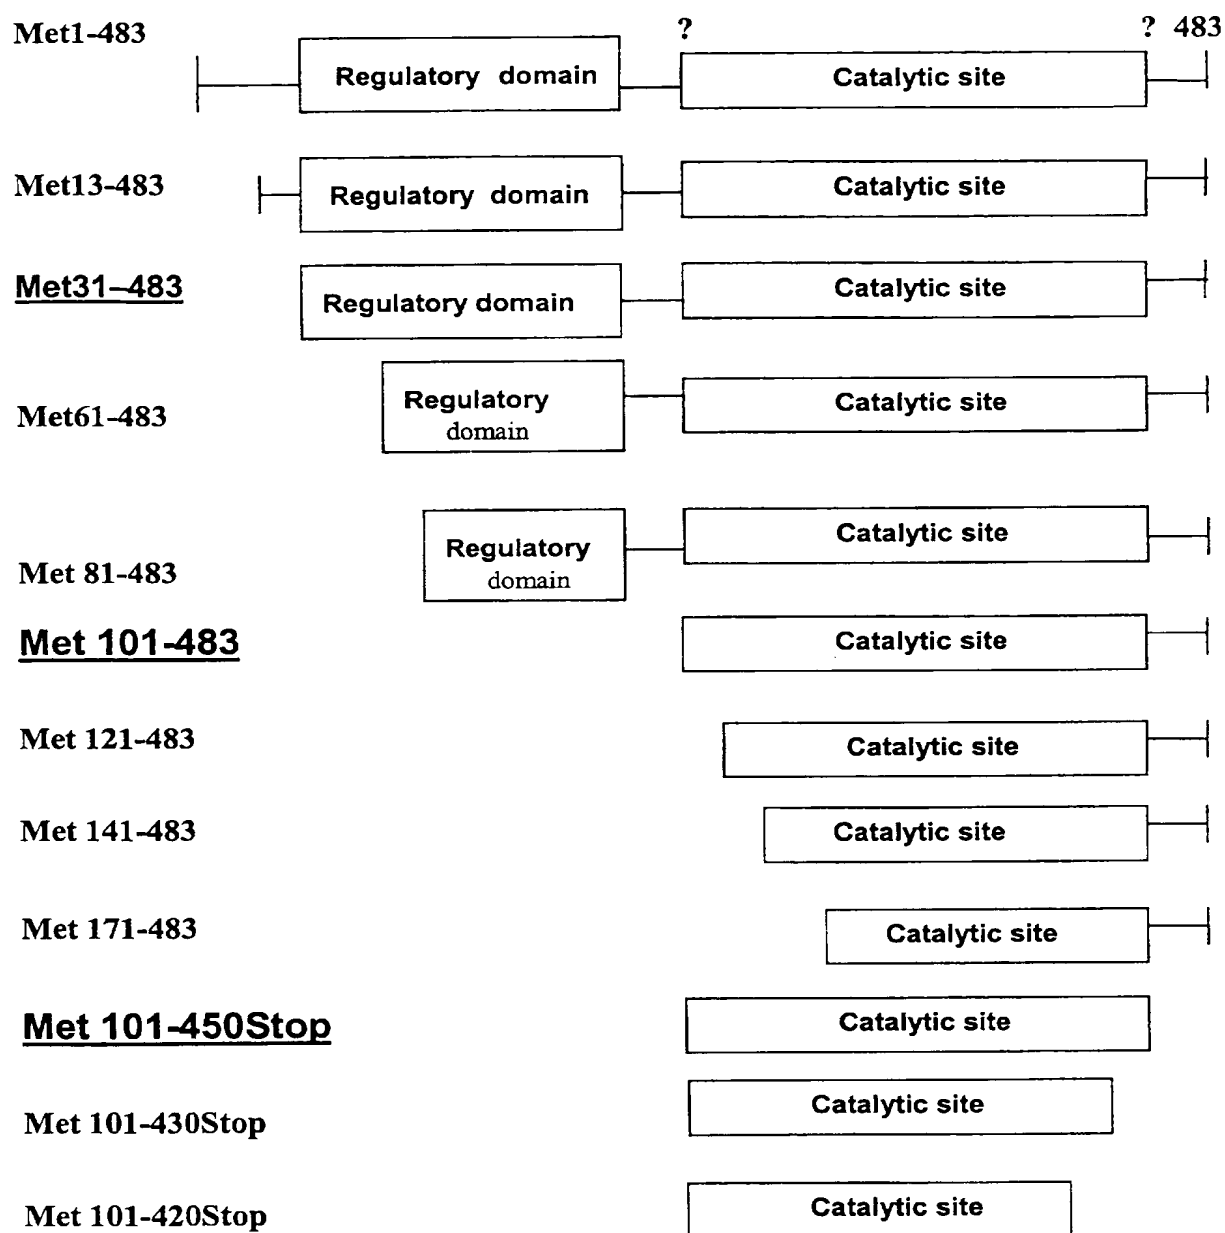 Met1-483 ? ? 483
Regulatory domain Catalytic site
Met13-483 Regulatory domain Catalytic site
Met31–483 Regulatory domain Catalytic site
Met61-483 Regulatory Catalytic site
domain
Met 81-483 Regulatory Catalytic site
domain
Met 101-483 Catalytic site
Met 121-483 Catalytic site
Met 141-483 Catalytic site
Met 171-483 Catalytic site
Met 101-450Stop Catalytic site
Met 101-430Stop Catalytic site
Met 101-420Stop Catalytic site